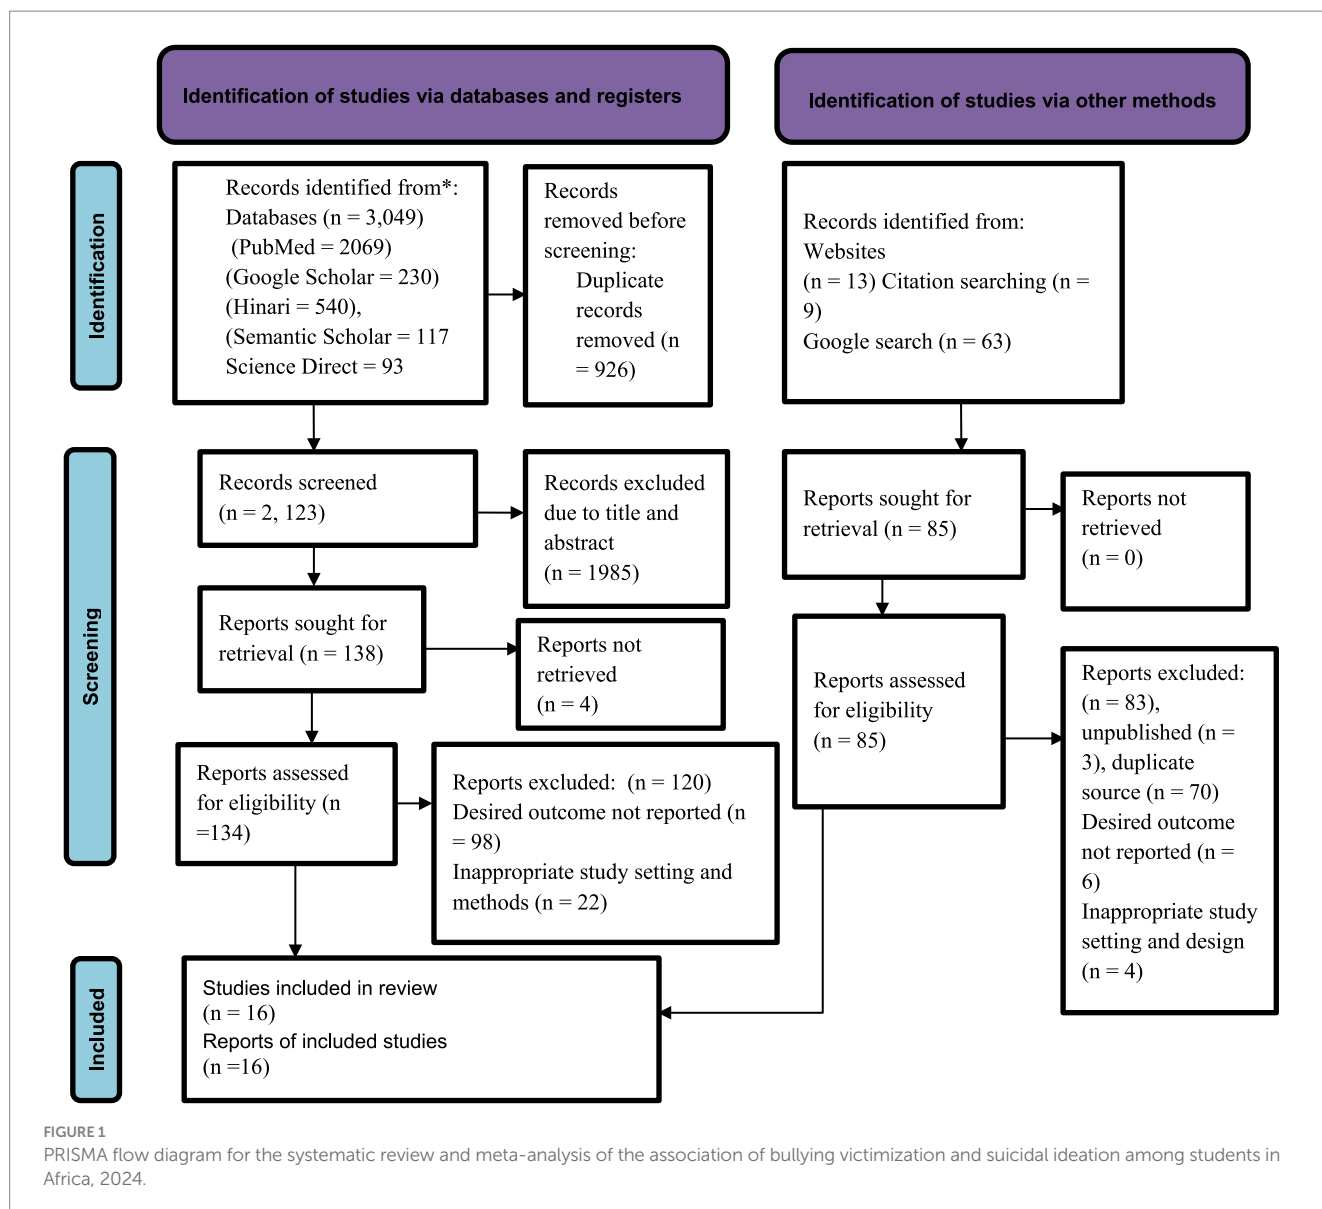 Identification of studies via databases and registers
Identification of studies via other methods
Identification
Records identified from*:
Databases (n = 3,049)
(PubMed = 2069)
(Google Scholar = 230)
(Hinari = 540),
(Semantic Scholar = 117
Science Direct = 93
Records
removed before
screening:
Duplicate
records
removed (n
= 926)
Records identified from:
Websites
(n = 13) Citation searching (n =
9)
Google search (n = 63)
Screening
Records screened
(n = 2, 123)
Records excluded
due to title and
abstract
(n = 1985)
Reports sought for
retrieval (n = 85)
Reports not
retrieved
(n = 0)
Reports sought for
retrieval (n = 138)
Reports not
retrieved
(n = 4)
Reports assessed
for eligibility
(n = 85)
Reports excluded:
(n = 83),
unpublished (n =
3), duplicate
source (n = 70)
Desired outcome
not reported (n =
6)
Inappropriate study
setting and design
(n = 4)
Reports assessed
for eligibility (n
=134)
Reports excluded:  (n = 120)
Desired outcome not reported (n
= 98)
Inappropriate study setting and
methods (n = 22)
Included
Studies included in review
(n = 16)
Reports of included studies
(n =16)
FIGURE 1
PRISMA flow diagram for the systematic review and meta-analysis of the association of bullying victimization and suicidal ideation among students in
Africa, 2024.